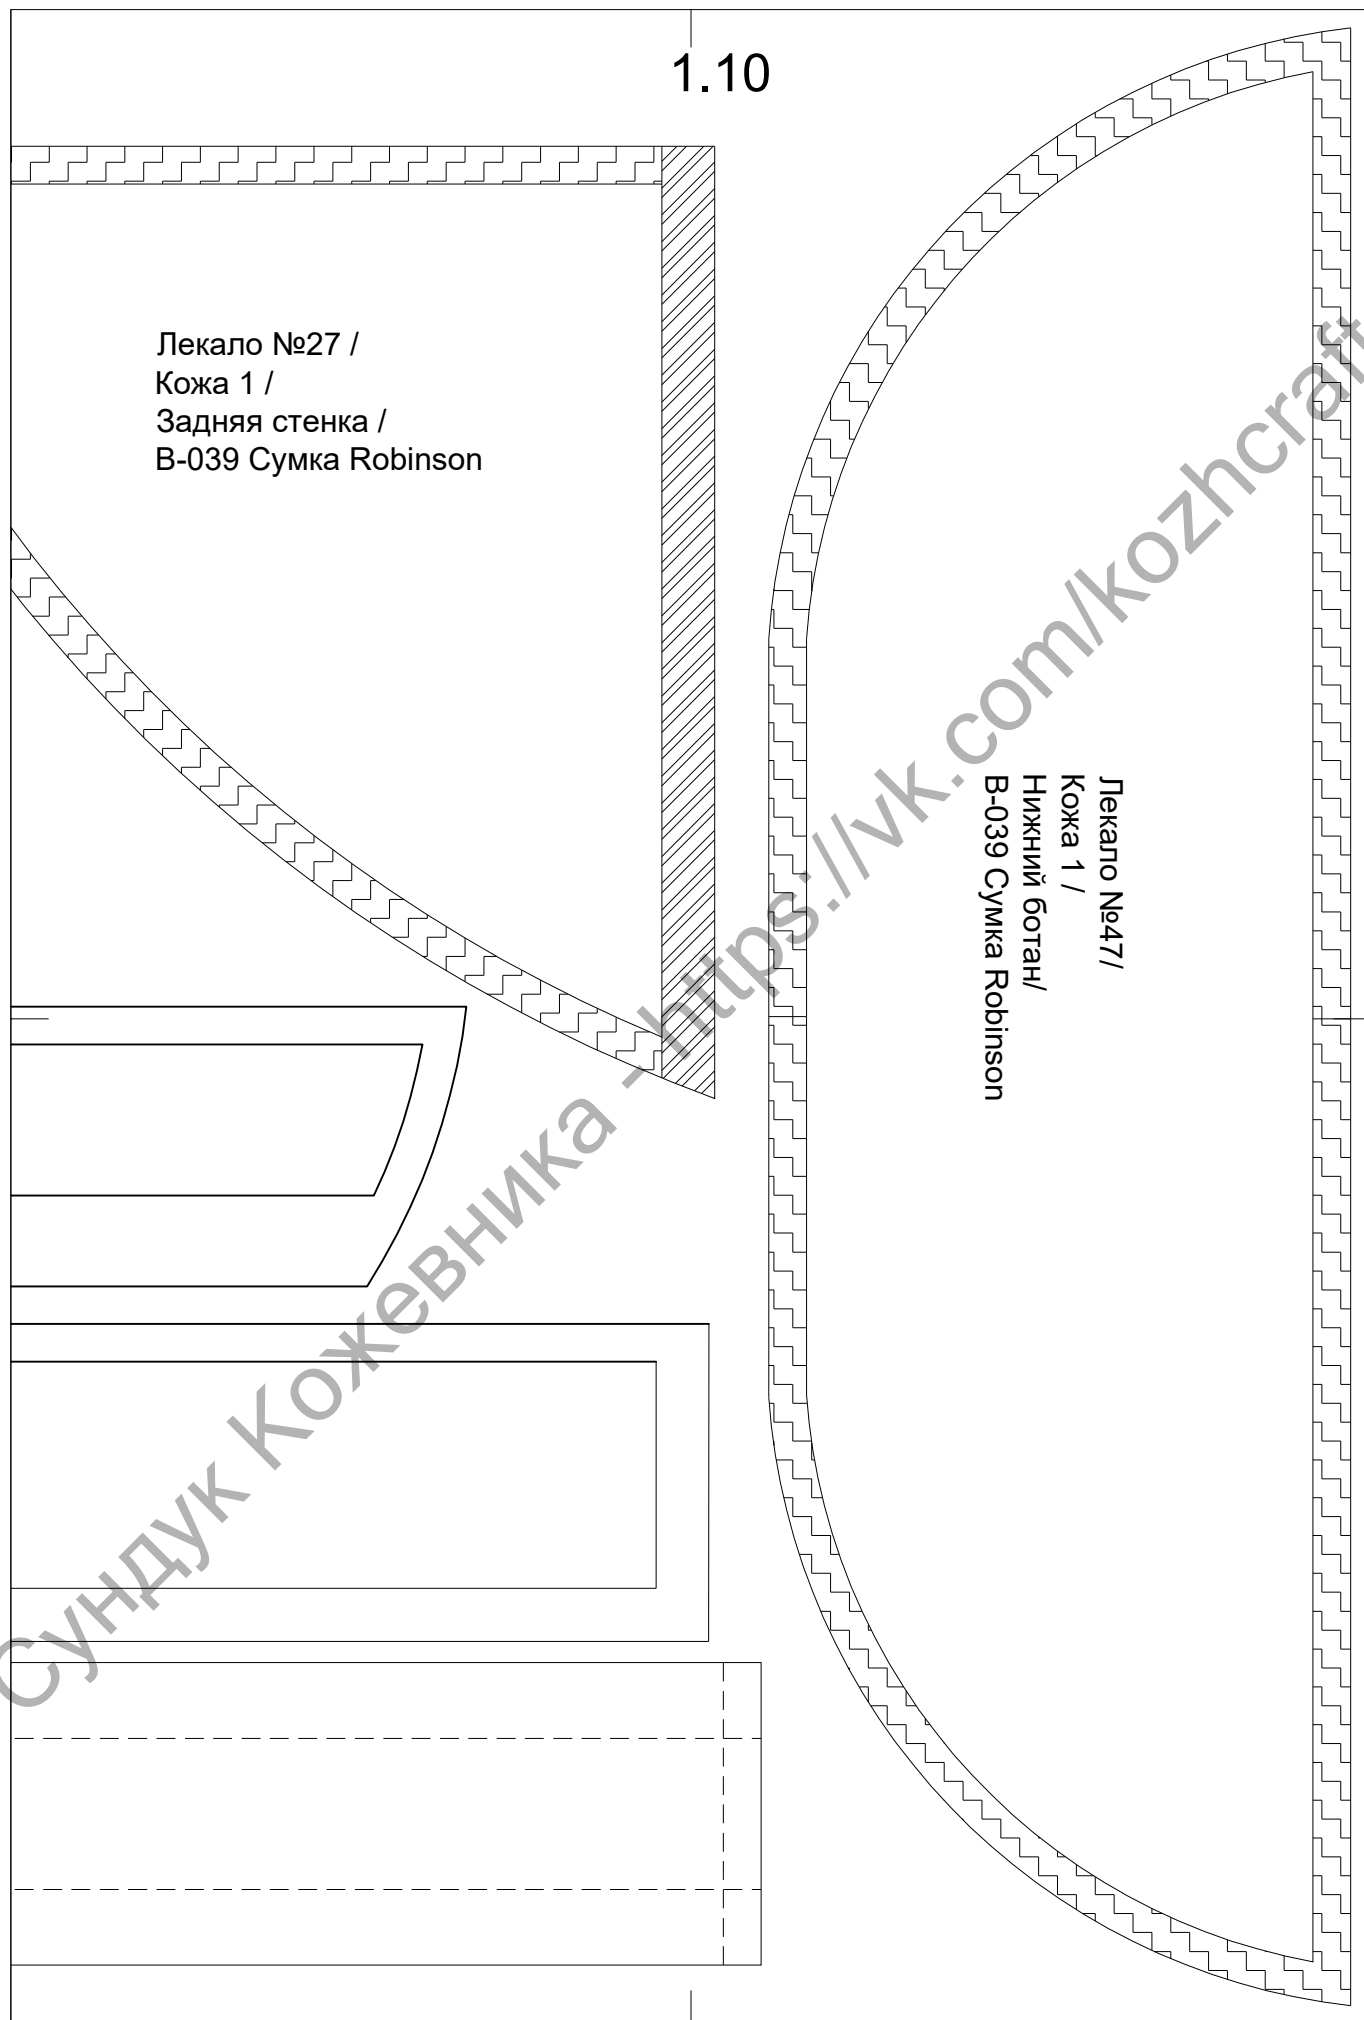 1.10
Лекало №27 /
Кожа 1 /
Задняя стенка /
В-039 Сумка Robinson
Лекало №47/
Кожа 1 /
Нижний ботан/
В-039 Сумка Robinson
Сундук Кожевника - https://vk.com/kozhcraft